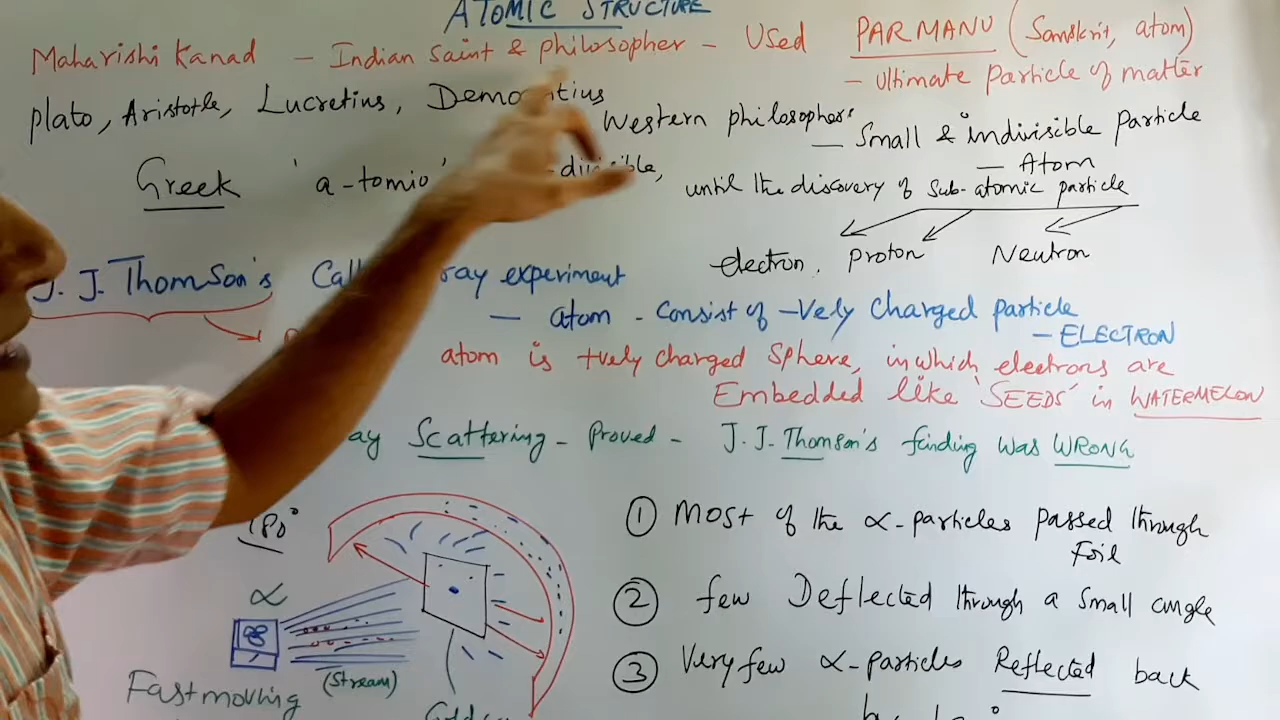 ATOMIC STRUCTURE
Maharishi Kanad – Indian Saint & philosopher – Used PARMANU (Sanskrit, atom)
– Ultimate Particle of matter
plato, Aristotle, Lucretius,
Western philosophers
– Small & indivisible Particle
– Atom
Greek 'a-tomio'
until the discovery of Sub-atomic particle
electron, Proton Neutron
J. J. Thomson's ray experiment
– atom – Consist of –Vely Charged particle
– ELECTRON
atom is +vely charged Sphere, in which electrons are
Embedded like 'SEEDS' in WATERMELON
Scattering – Proved – J. J. Thomson's finding was WRONG
180°
① Most of the α-particles passed through
foil
α
② few Deflected through a small angle
(Stream)
③ Very few α-particles Reflected back
Fast moving